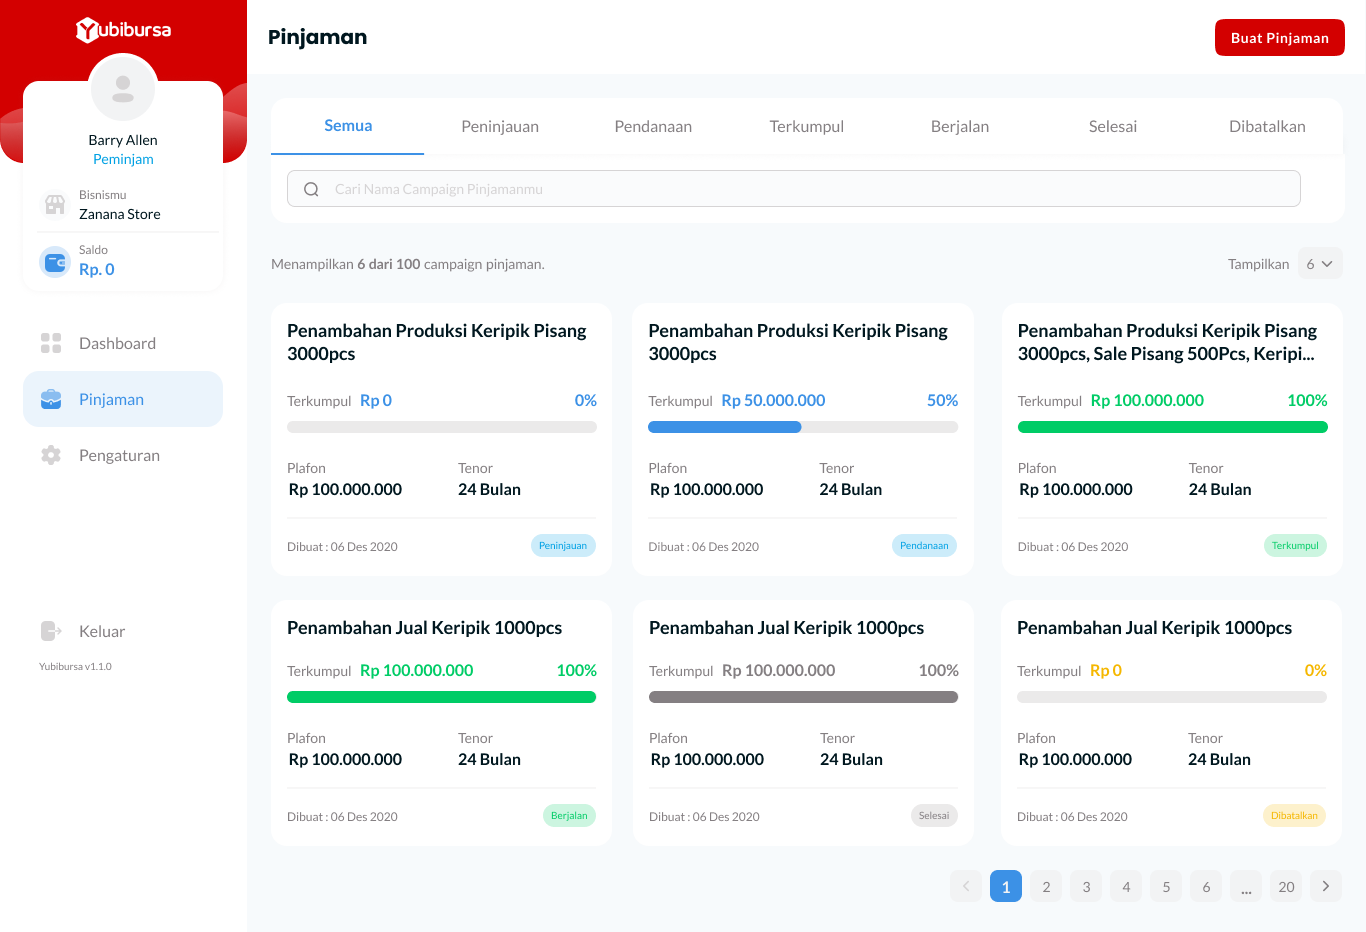 Yubibursa
Barry Allen
Peminjam
Bisnismu
Zanana Store
Saldo
Rp. 0
Dashboard
Pinjaman
Pengaturan
Keluar
Yubibursa v1.1.0
Pinjaman
Buat Pinjaman
Semua Peninjauan Pendanaan Terkumpul Berjalan Selesai Dibatalkan
Cari Nama Campaign Pinjamanmu
Menampilkan 6 dari 100 campaign pinjaman.
Tampilkan 6
Penambahan Produksi Keripik Pisang
3000pcs
Terkumpul Rp 0 0%
Plafon Tenor
Rp 100.000.000 24 Bulan
Dibuat : 06 Des 2020 Peninjauan
Penambahan Produksi Keripik Pisang
3000pcs
Terkumpul Rp 50.000.000 50%
Plafon Tenor
Rp 100.000.000 24 Bulan
Dibuat : 06 Des 2020 Pendanaan
Penambahan Produksi Keripik Pisang
3000pcs, Sale Pisang 500Pcs, Keripi...
Terkumpul Rp 100.000.000 100%
Plafon Tenor
Rp 100.000.000 24 Bulan
Dibuat : 06 Des 2020 Terkumpul
Penambahan Jual Keripik 1000pcs
Terkumpul Rp 100.000.000 100%
Plafon Tenor
Rp 100.000.000 24 Bulan
Dibuat : 06 Des 2020 Berjalan
Penambahan Jual Keripik 1000pcs
Terkumpul Rp 100.000.000 100%
Plafon Tenor
Rp 100.000.000 24 Bulan
Dibuat : 06 Des 2020 Selesai
Penambahan Jual Keripik 1000pcs
Terkumpul Rp 0 0%
Plafon Tenor
Rp 100.000.000 24 Bulan
Dibuat : 06 Des 2020 Dibatalkan
1 2 3 4 5 6 ... 20